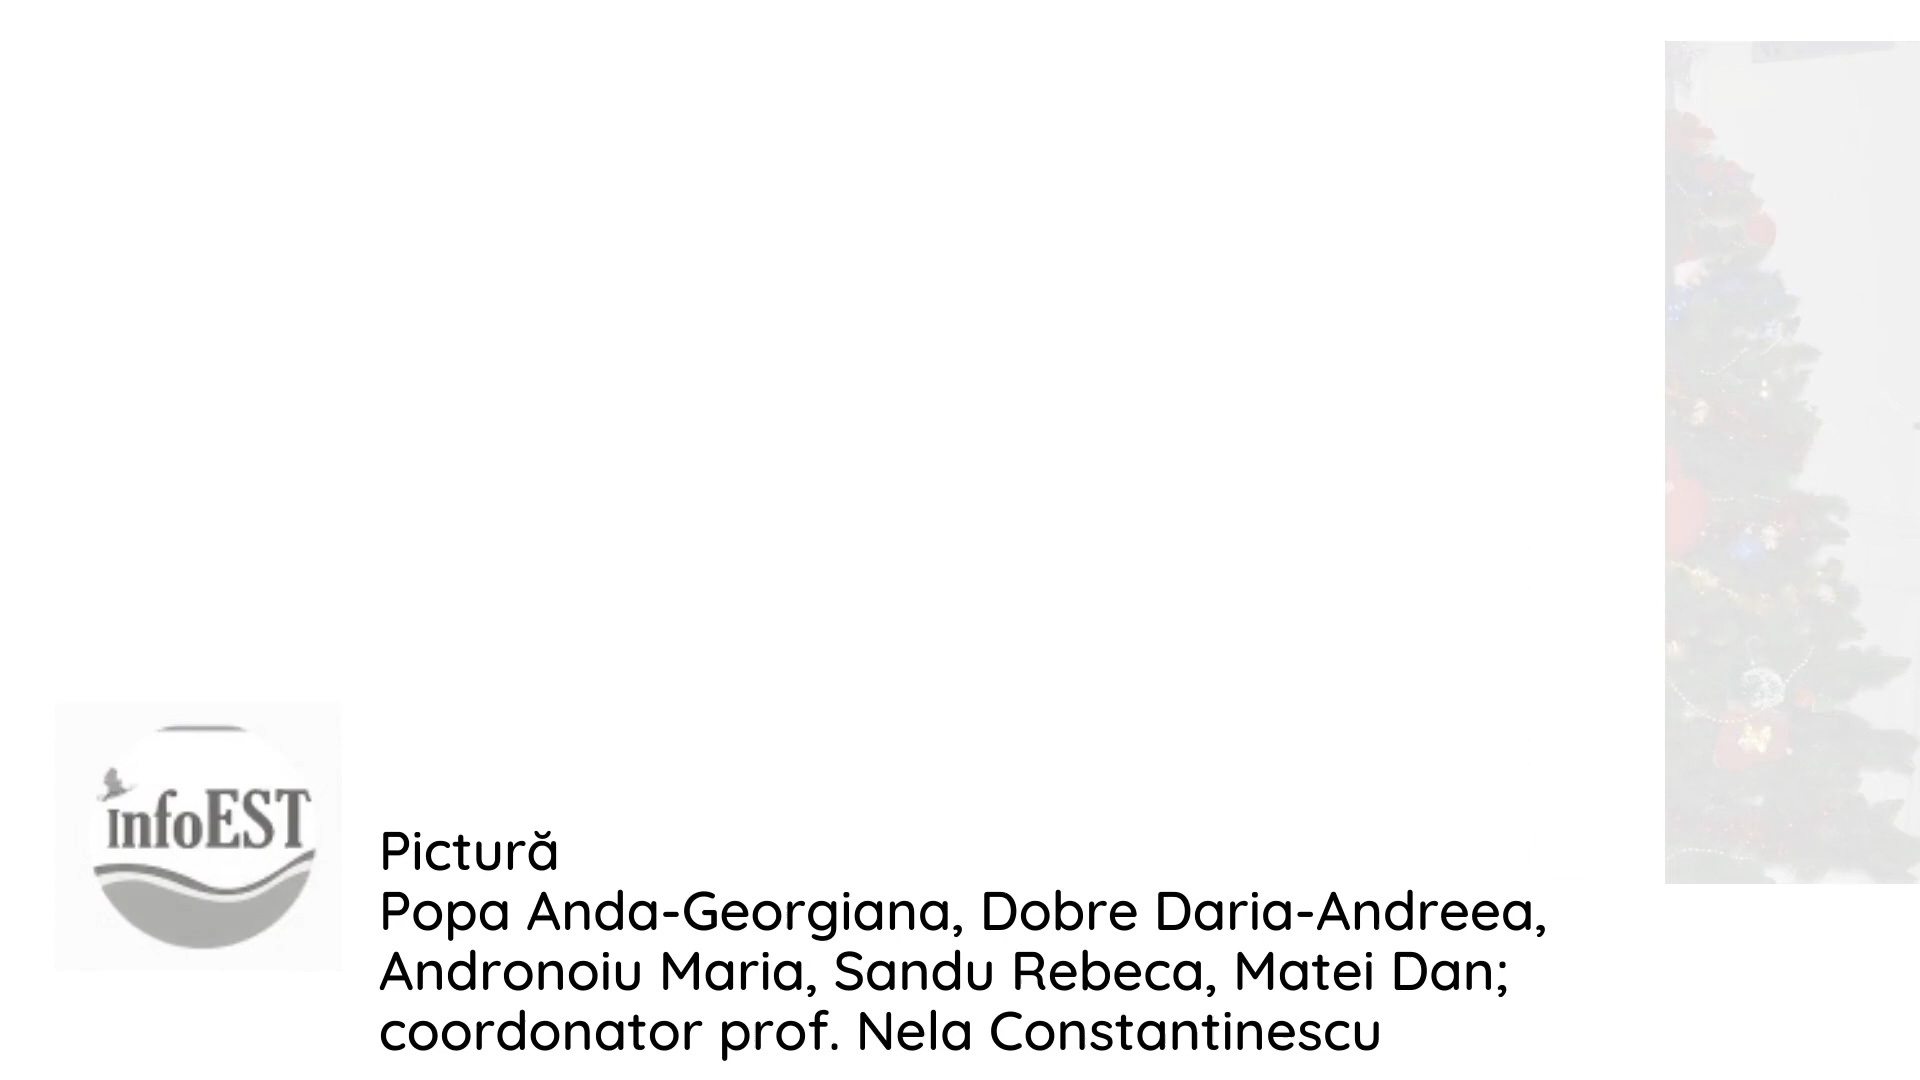 infoEST
Pictură
Popa Anda-Georgiana, Dobre Daria-Andreea,
Andronoiu Maria, Sandu Rebeca, Matei Dan;
coordonator prof. Nela Constantinescu